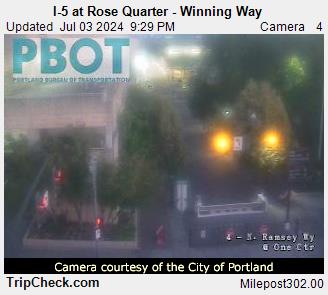 I-5 at Rose Quarter - Winning Way
Updated Jul 03 2024 9:29 PM Camera 4
PBOT
PORTLAND BUREAU OF TRANSPORTATION
4 - N. Ramsey Wy
@ One Ctr
Camera courtesy of the City of Portland
TripCheck.com Milepost302.00